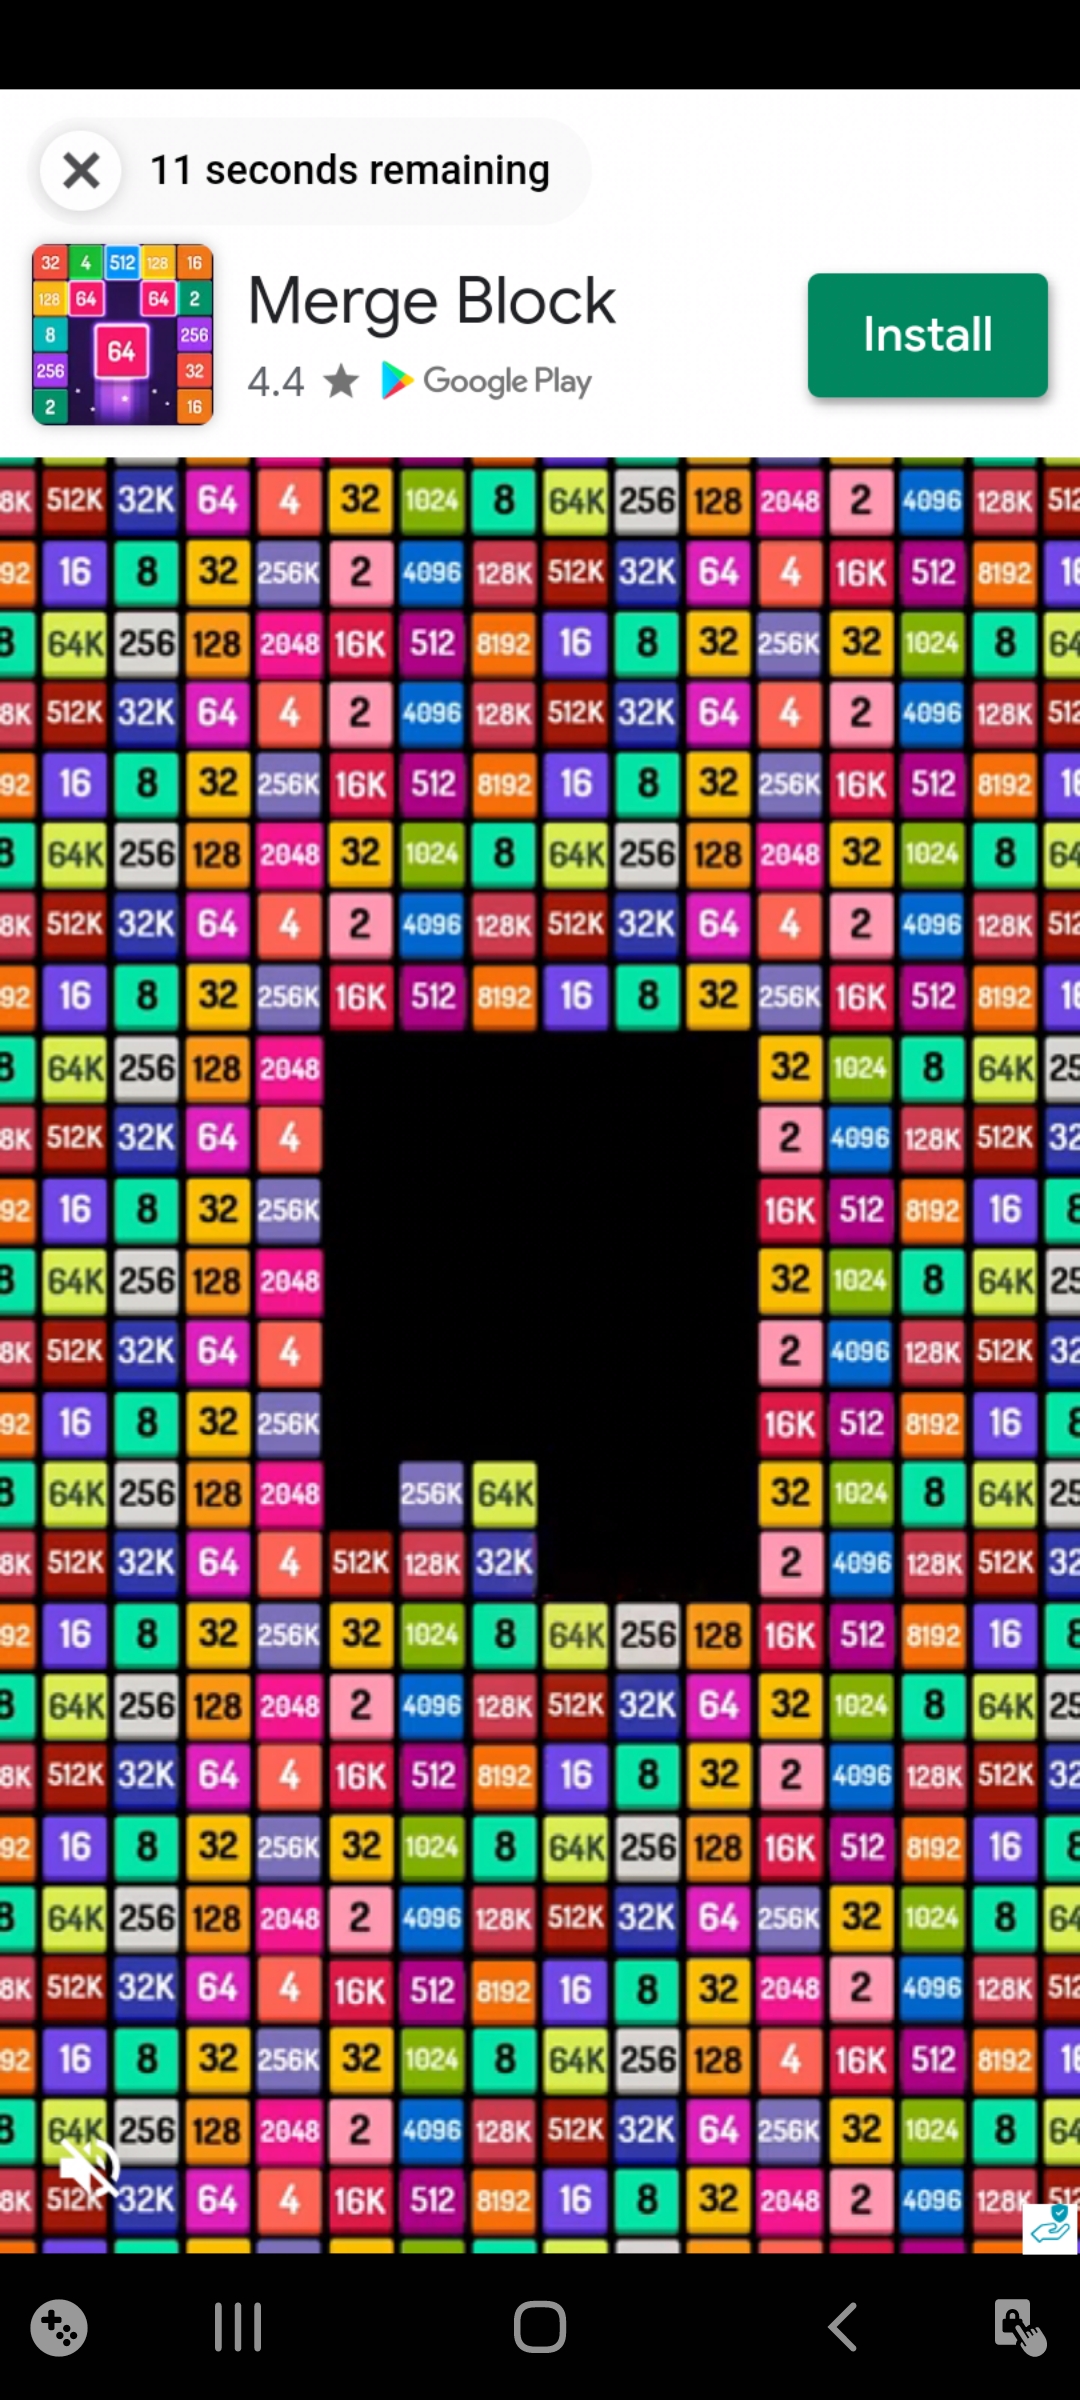 11 seconds remaining
32 4 512 128 16
128 64 64 2
8 64 256
256 32
2 16
Merge Block
4.4 Google Play
Install
8K 512K 32K 64 4 32 1024 8 64K 256 128 2048 2 4096 128K 512
92 16 8 32 256K 2 4096 128K 512K 32K 64 4 16K 512 8192 16
8 64K 256 128 2048 16K 512 8192 16 8 32 256K 32 1024 8 64
8K 512K 32K 64 4 2 4096 128K 512K 32K 64 4 2 4096 128K 512
92 16 8 32 256K 16K 512 8192 16 8 32 256K 16K 512 8192 16
8 64K 256 128 2048 32 1024 8 64K 256 128 2048 32 1024 8 64
8K 512K 32K 64 4 2 4096 128K 512K 32K 64 4 2 4096 128K 512
92 16 8 32 256K 16K 512 8192 16 8 32 256K 16K 512 8192 16
8 64K 256 128 2048 32 1024 8 64K 25
8K 512K 32K 64 4 2 4096 128K 512K 32
92 16 8 32 256K 16K 512 8192 16 8
8 64K 256 128 2048 32 1024 8 64K 25
8K 512K 32K 64 4 2 4096 128K 512K 32
92 16 8 32 256K 16K 512 8192 16 8
8 64K 256 128 2048 256K 64K 32 1024 8 64K 25
8K 512K 32K 64 4 512K 128K 32K 2 4096 128K 512K 32
92 16 8 32 256K 32 1024 8 64K 256 128 16K 512 8192 16 8
8 64K 256 128 2048 2 4096 128K 512K 32K 64 32 1024 8 64K 25
8K 512K 32K 64 4 16K 512 8192 16 8 32 2 4096 128K 512K 32
92 16 8 32 256K 32 1024 8 64K 256 128 16K 512 8192 16 8
8 64K 256 128 2048 2 4096 128K 512K 32K 64 256K 32 1024 8 64
8K 512K 32K 64 4 16K 512 8192 16 8 32 2048 2 4096 128K 512
92 16 8 32 256K 32 1024 8 64K 256 128 4 16K 512 8192 16
8 64K 256 128 2048 2 4096 128K 512K 32K 64 256K 32 1024 8 64
8K 512K 32K 64 4 16K 512 8192 16 8 32 2048 2 4096 128K 512